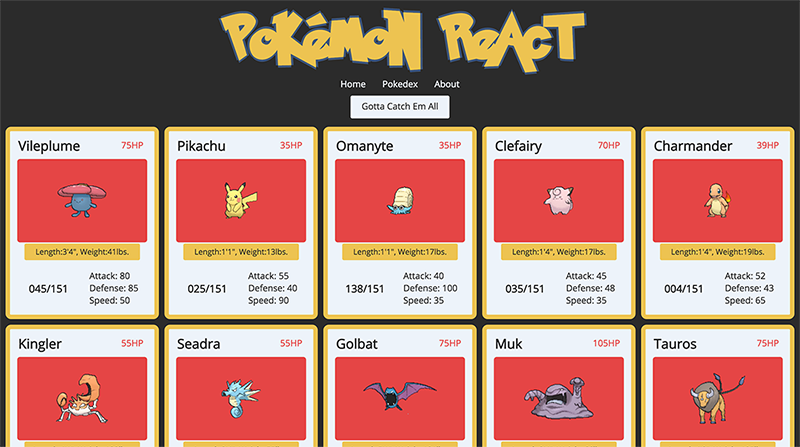 POKéMON REACT
Home Pokedex About
Gotta Catch Em All
Vileplume 75HP
Length:3'4", Weight:41lbs.
045/151
Attack: 80
Defense: 85
Speed: 50
Pikachu 35HP
Length:1'1", Weight:13lbs.
025/151
Attack: 55
Defense: 40
Speed: 90
Omanyte 35HP
Length:1'1", Weight:17lbs.
138/151
Attack: 40
Defense: 100
Speed: 35
Clefairy 70HP
Length:1'4", Weight:17lbs.
035/151
Attack: 45
Defense: 48
Speed: 35
Charmander 39HP
Length:1'4", Weight:19lbs.
004/151
Attack: 52
Defense: 43
Speed: 65
Kingler 55HP
Seadra 55HP
Golbat 75HP
Muk 105HP
Tauros 75HP